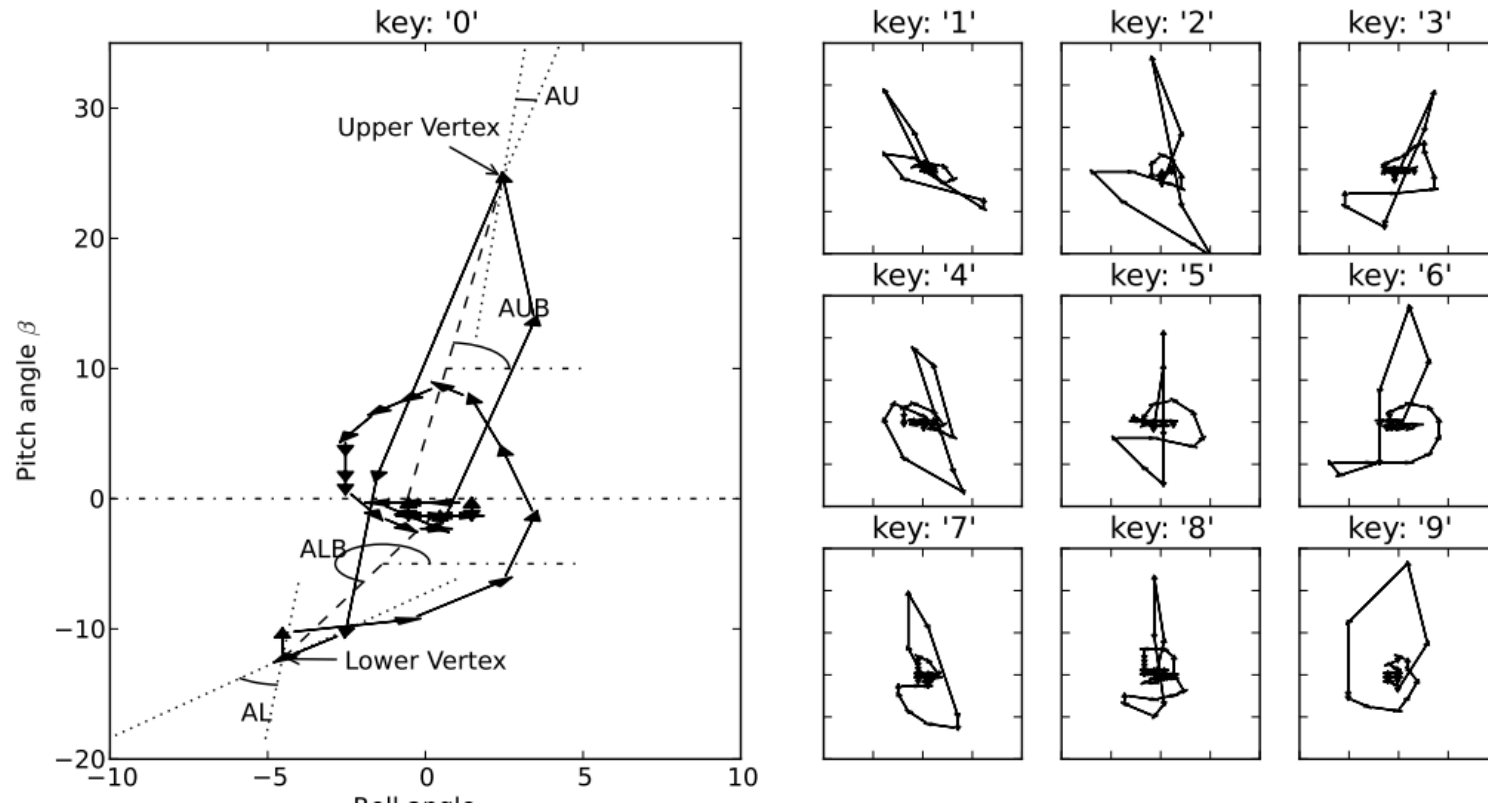 key: '0'
key: '1'
key: '2'
key: '3'
AU
Upper Vertex
30
20
AUB
10
Pitch angle β
0
ALB
−10
Lower Vertex
AL
−20
−10
−5
0
5
10
Roll angle
key: '4'
key: '5'
key: '6'
key: '7'
key: '8'
key: '9'